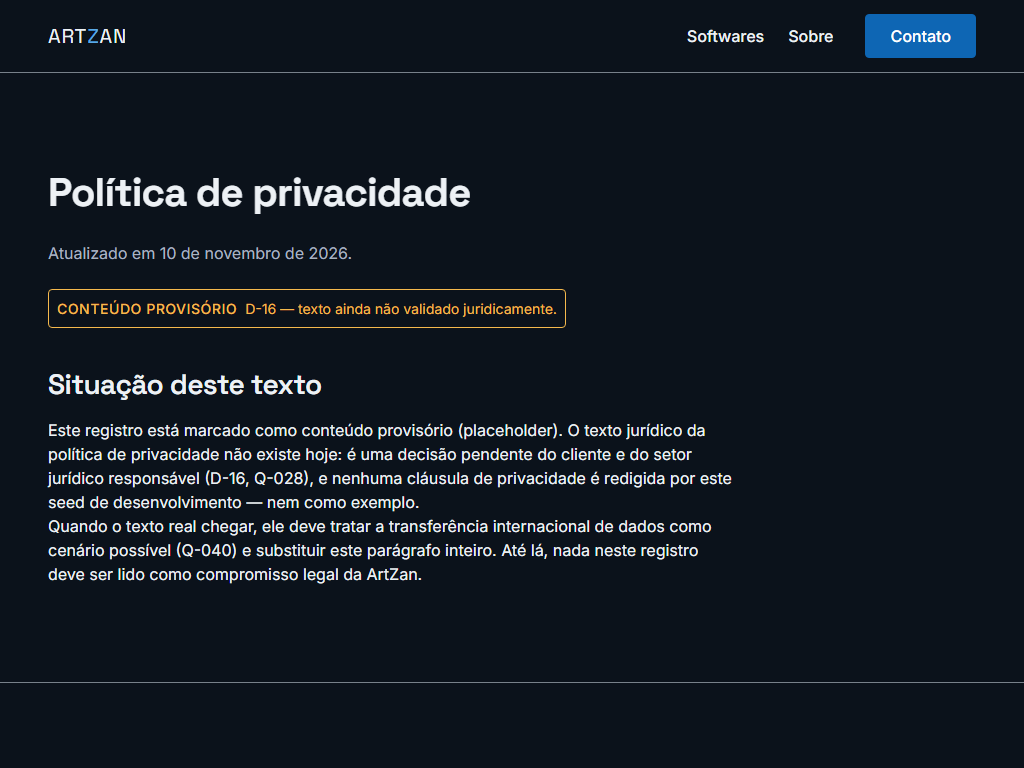 ARTZAN
Softwares
Sobre
Contato
Política de privacidade
Atualizado em 10 de novembro de 2026.
CONTEÚDO PROVISÓRIO D-16 — texto ainda não validado juridicamente.
Situação deste texto
Este registro está marcado como conteúdo provisório (placeholder). O texto jurídico da
política de privacidade não existe hoje: é uma decisão pendente do cliente e do setor
jurídico responsável (D-16, Q-028), e nenhuma cláusula de privacidade é redigida por este
seed de desenvolvimento — nem como exemplo.
Quando o texto real chegar, ele deve tratar a transferência internacional de dados como
cenário possível (Q-040) e substituir este parágrafo inteiro. Até lá, nada neste registro
deve ser lido como compromisso legal da ArtZan.